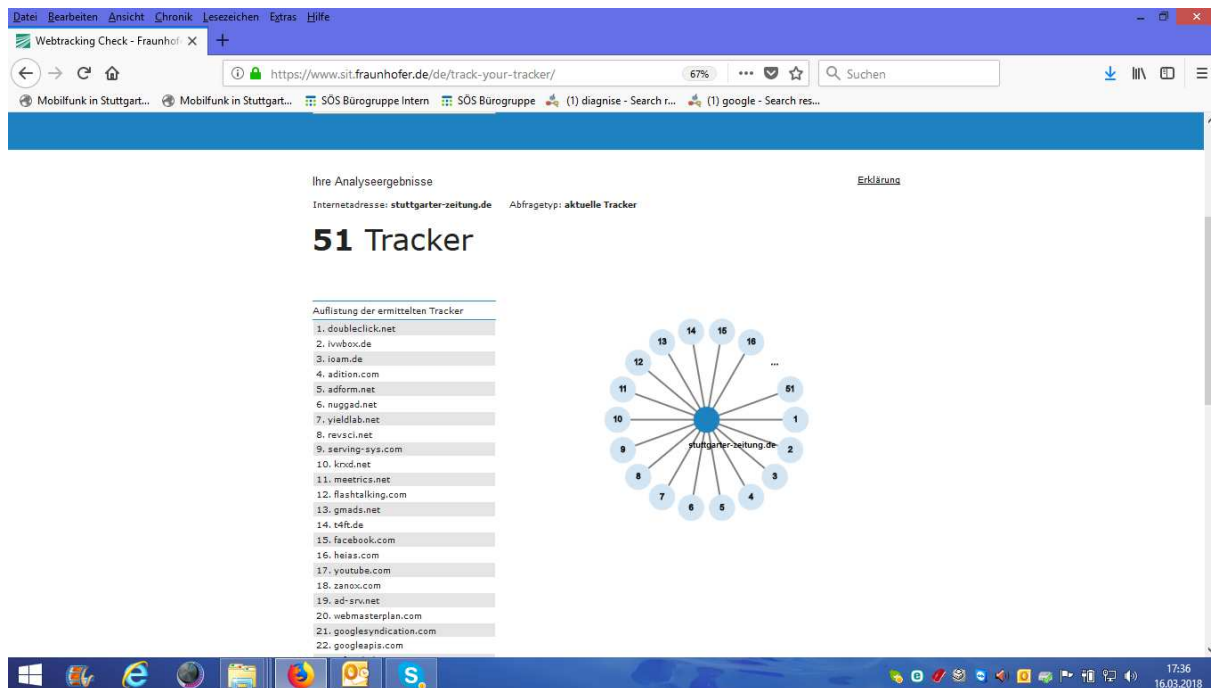 Datei Bearbeiten Ansicht Chronik Lesezeichen Extras Hilfe
Webtracking Check - Fraunhof
https://www.sit.fraunhofer.de/de/track-your-tracker/ 67% Suchen
Mobilfunk in Stuttgart... Mobilfunk in Stuttgart... SÖS Bürogruppe Intern SÖS Bürogruppe (1) diagnise - Search r... (1) google - Search res...
Ihre Analyseergebnisse Erklärung
Internetadresse: stuttgarter-zeitung.de Abfragetyp: aktuelle Tracker
51 Tracker
Auflistung der ermittelten Tracker
1. doubleclick.net
2. ivwbox.de
3. ioam.de
4. adition.com
5. adform.net
6. nuggad.net
7. yieldlab.net
8. revsci.net
9. serving-sys.com
10. krxd.net
11. meetrics.net
12. flashtalking.com
13. gmads.net
14. t4ft.de
15. facebook.com
16. heias.com
17. youtube.com
18. zanox.com
19. ad-srv.net
20. webmasterplan.com
21. googlesyndication.com
22. googleapis.com
14 15
13 16
12 ...
11 51
10 1
stuttgarter-zeitung.de
9 2
8 3
7 4
6 5
17:36
16.03.2018